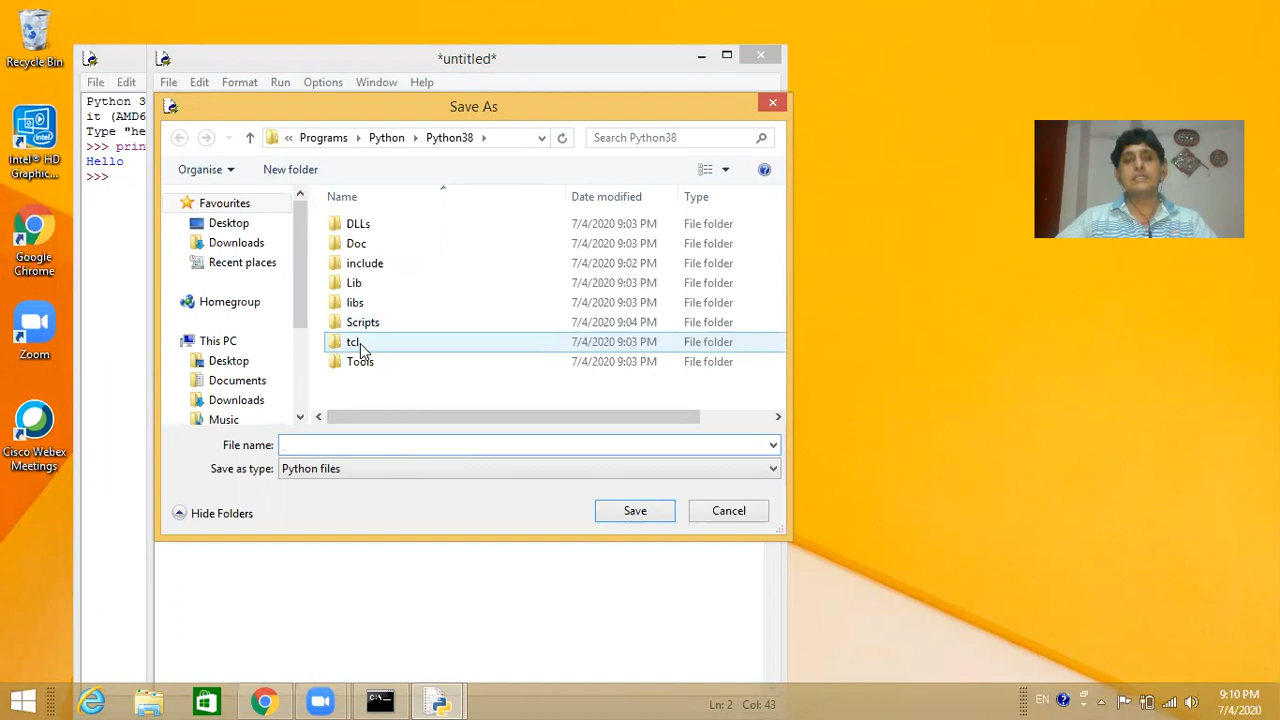 Recycle Bin
Intel® HD
Graphic...
Google
Chrome
Zoom
Cisco Webex
Meetings
File Edit
Python 3
it (AMD6
Type "he
>>> prin
Hello
>>>
*untitled*
File Edit Format Run Options Window Help
Save As
« Programs Python Python38
Search Python38
Organise New folder
Favourites
Desktop
Downloads
Recent places
Homegroup
This PC
Desktop
Documents
Downloads
Music
Name Date modified Type
DLLs 7/4/2020 9:03 PM File folder
Doc 7/4/2020 9:03 PM File folder
include 7/4/2020 9:02 PM File folder
Lib 7/4/2020 9:03 PM File folder
libs 7/4/2020 9:03 PM File folder
Scripts 7/4/2020 9:04 PM File folder
tcl 7/4/2020 9:03 PM File folder
Tools 7/4/2020 9:03 PM File folder
File name:
Save as type: Python files
Hide Folders
Save Cancel
Ln: 2 Col: 43
EN
9:10 PM
7/4/2020